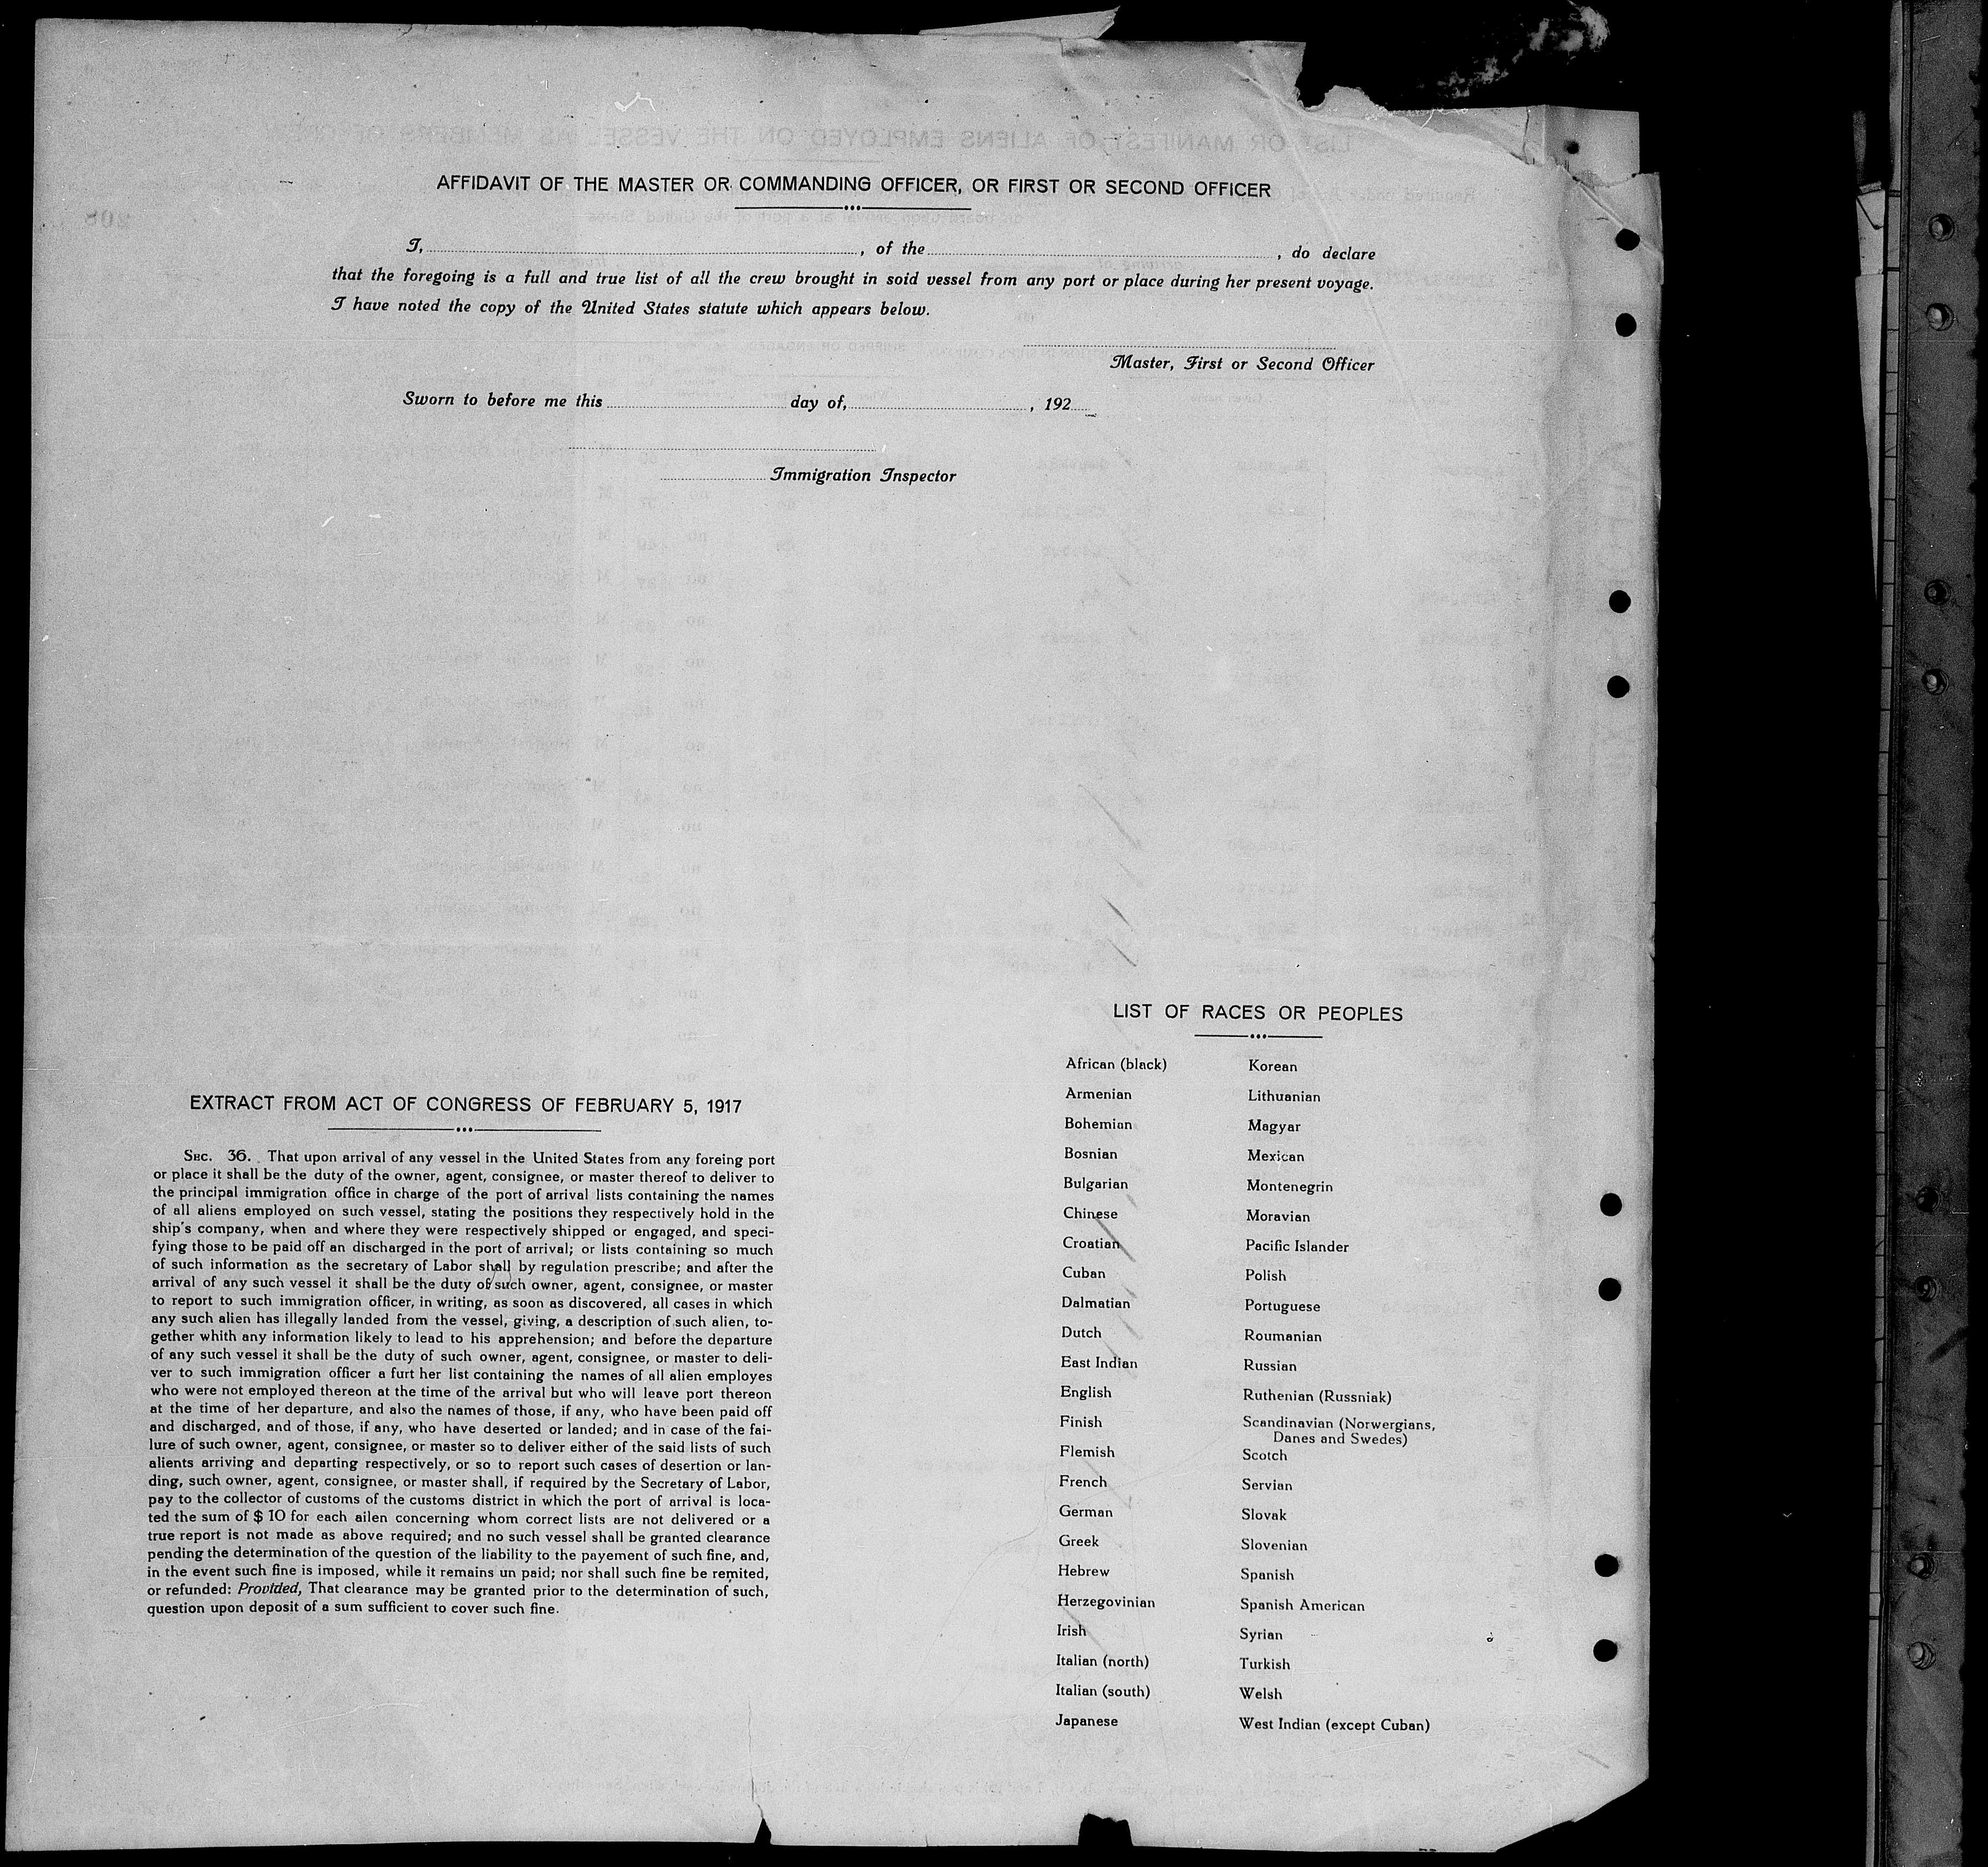 AFFIDAVIT OF THE MASTER OR COMMANDING OFFICER, OR FIRST OR SECOND OFFICER
I, , of the , do declare
that the foregoing is a full and true list of all the crew brought in soid vessel from any port or place during her present voyage.
I have noted the copy of the United States statute which appears below.
Master, First or Second Officer
Sworn to before me this day of, , 192
Immigration Inspector
EXTRACT FROM ACT OF CONGRESS OF FEBRUARY 5, 1917
SEC. 36. That upon arrival of any vessel in the United States from any foreing port
or place it shall be the duty of the owner, agent, consignee, or master thereof to deliver to
the principal immigration office in charge of the port of arrival lists containing the names
of all aliens employed on such vessel, stating the positions they respectively hold in the
ship's company, when and where they were respectively shipped or engaged, and speci-
fying those to be paid off an discharged in the port of arrival; or lists containing so much
of such information as the secretary of Labor shall by regulation prescribe; and after the
arrival of any such vessel it shall be the duty of such owner, agent, consignee, or master
to report to such immigration officer, in writing, as soon as discovered, all cases in which
any such alien has illegally landed from the vessel, giving, a description of such alien, to-
gether whith any information likely to lead to his apprehension; and before the departure
of any such vessel it shall be the duty of such owner, agent, consignee, or master to deli-
ver to such immigration officer a furt her list containing the names of all alien employes
who were not employed thereon at the time of the arrival but who will leave port thereon
at the time of her departure, and also the names of those, if any, who have been paid off
and discharged, and of those, if any, who have deserted or landed; and in case of the fai-
lure of such owner, agent, consignee, or master so to deliver either of the said lists of such
alients arriving and departing respectively, or so to report such cases of desertion or lan-
ding, such owner, agent, consignee, or master shall, if required by the Secretary of Labor,
pay to the collector of customs of the customs district in which the port of arrival is loca-
ted the sum of $ 10 for each ailen concerning whom correct lists are not delivered or a
true report is not made as above required; and no such vessel shall be granted clearance
pending the determination of the question of the liability to the payement of such fine, and,
in the event such fine is imposed, while it remains un paid; nor shall such fine be remited,
or refunded: Provided, That clearance may be granted prior to the determination of such,
question upon deposit of a sum sufficient to cover such fine.
LIST OF RACES OR PEOPLES
African (black)
Armenian
Bohemian
Bosnian
Bulgarian
Chinese
Croatian
Cuban
Dalmatian
Dutch
East Indian
English
Finish
Flemish
French
German
Greek
Hebrew
Herzegovinian
Irish
Italian (north)
Italian (south)
Japanese
Korean
Lithuanian
Magyar
Mexican
Montenegrin
Moravian
Pacific Islander
Polish
Portuguese
Roumanian
Russian
Ruthenian (Russniak)
Scandinavian (Norwergians,
Danes and Swedes)
Scotch
Servian
Slovak
Slovenian
Spanish
Spanish American
Syrian
Turkish
Welsh
West Indian (except Cuban)